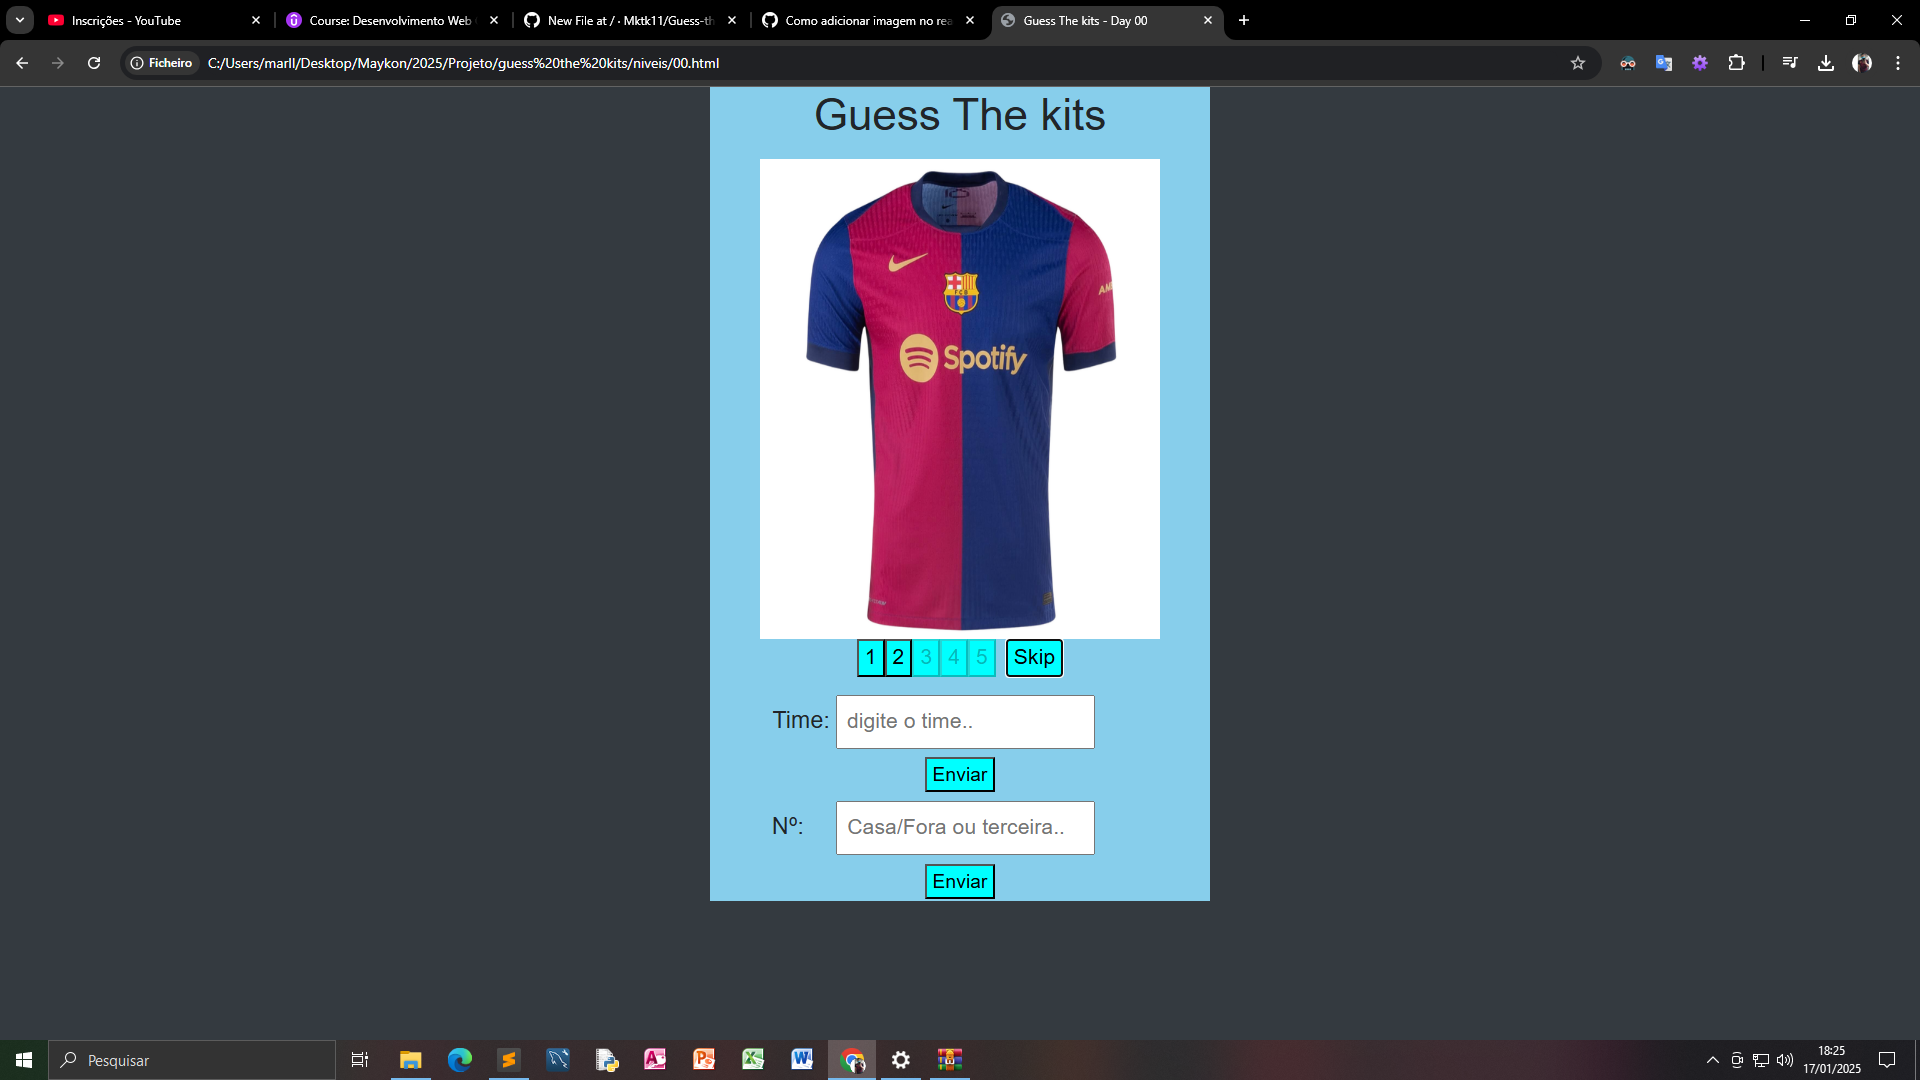 Inscrições - YouTube
Course: Desenvolvimento Web
New File at / · Mktk11/Guess-th
Como adicionar imagem no rea
Guess The kits - Day 00
Ficheiro
C:/Users/marll/Desktop/Maykon/2025/Projeto/guess%20the%20kits/niveis/00.html
Guess The kits
FCB
Spotify
1 2 3 4 5 Skip
Time: digite o time..
Enviar
Nº: Casa/Fora ou terceira..
Enviar
Pesquisar
18:25
17/01/2025